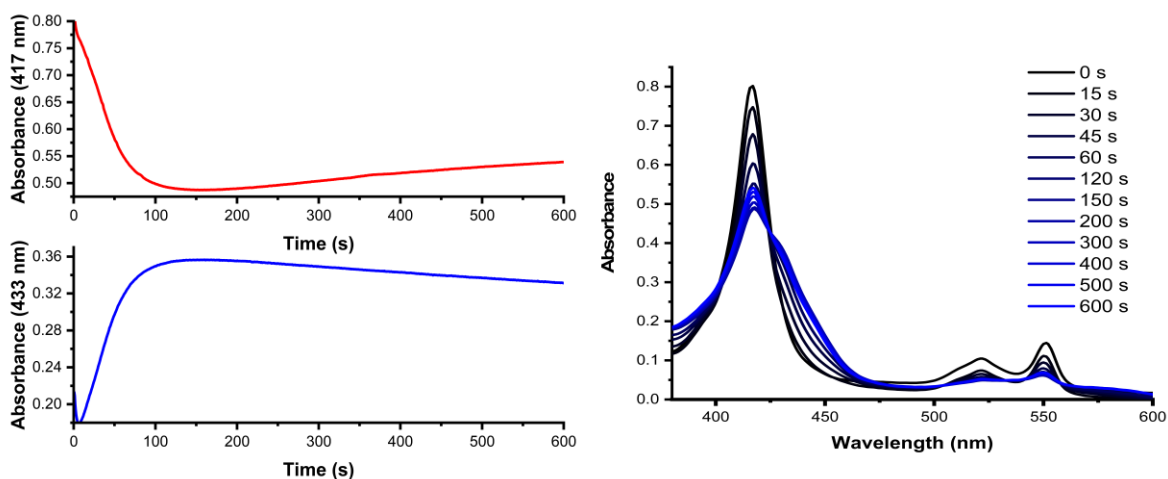 Absorbance (417 nm)
0.80
0.75
0.70
0.65
0.60
0.55
0.50
0 100 200 300 400 500 600
Time (s)
Absorbance (433 nm)
0.36
0.32
0.28
0.24
0.20
0 100 200 300 400 500 600
Time (s)
Absorbance
0.8
0.7
0.6
0.5
0.4
0.3
0.2
0.1
0.0
400 450 500 550 600
Wavelength (nm)
0 s
15 s
30 s
45 s
60 s
120 s
150 s
200 s
300 s
400 s
500 s
600 s